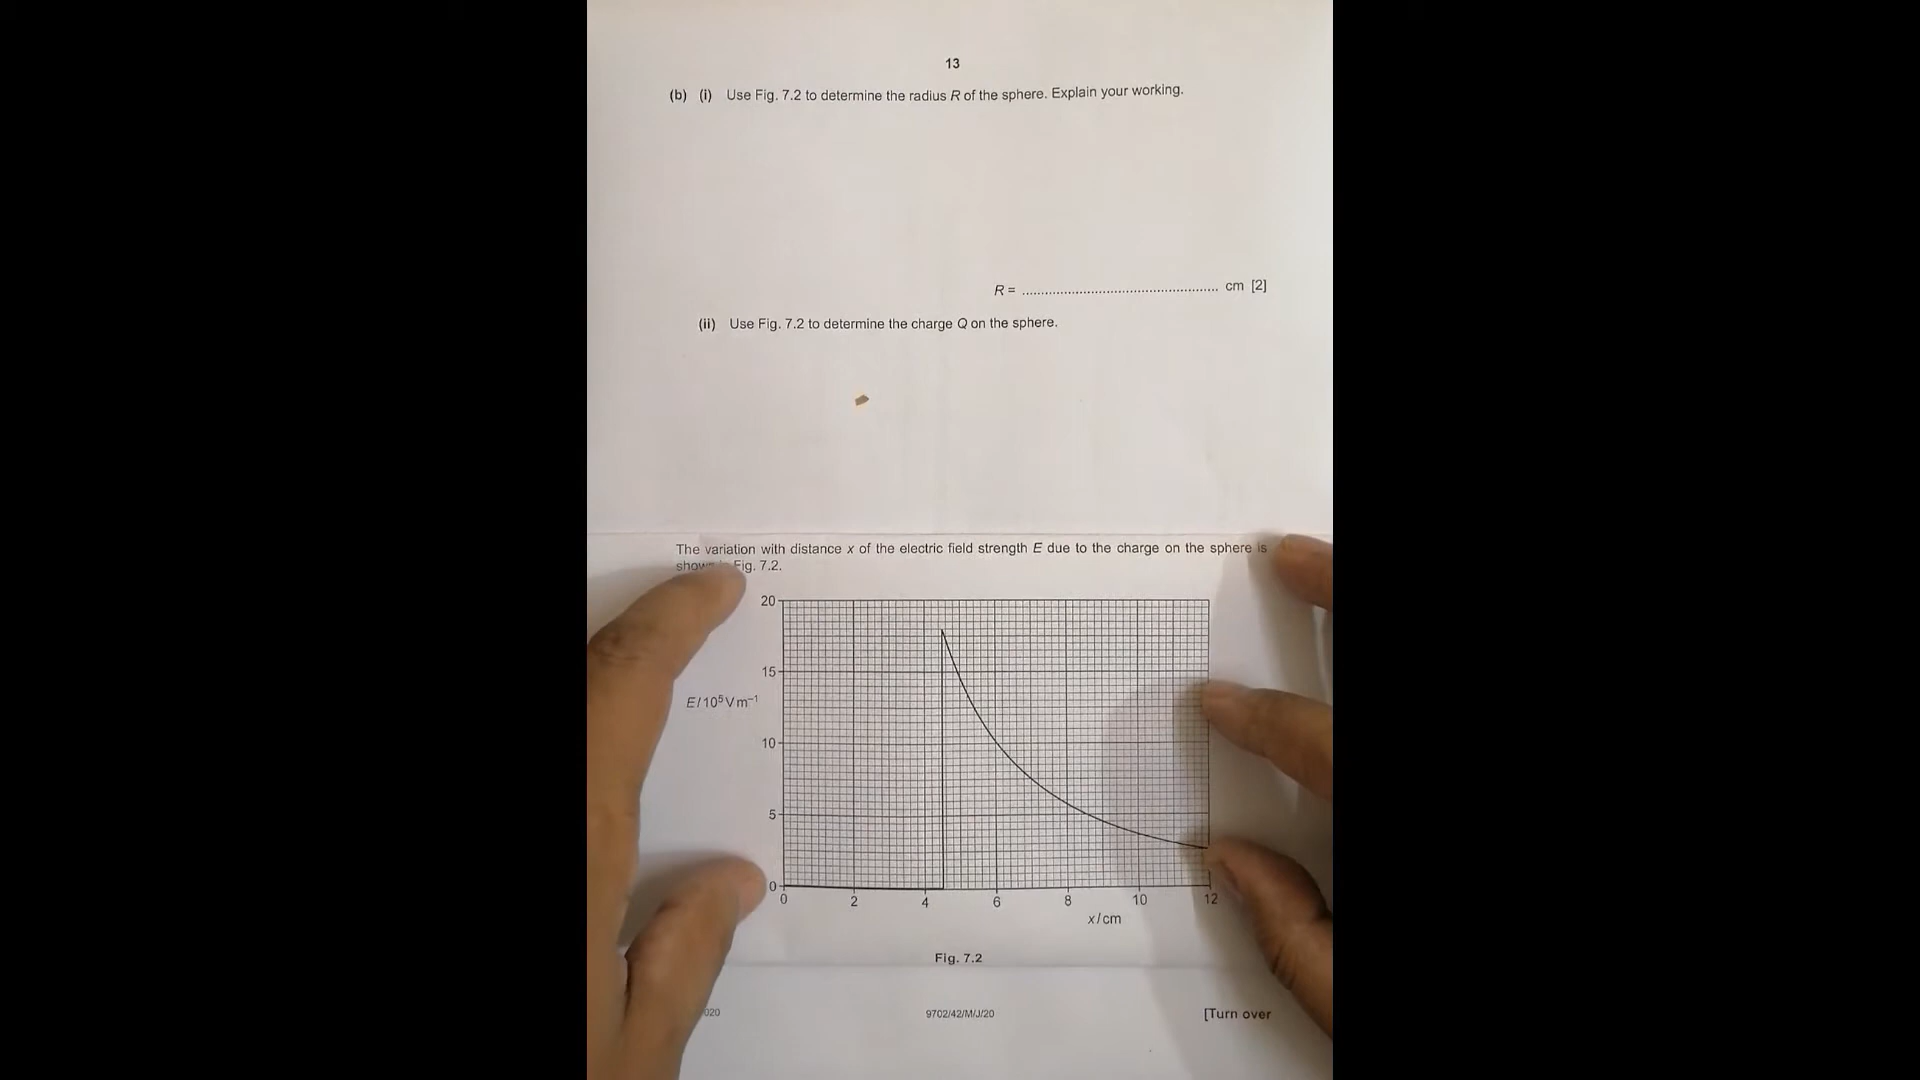 13
(b) (i) Use Fig. 7.2 to determine the radius R of the sphere. Explain your working.
R = .................................................. cm [2]
(ii) Use Fig. 7.2 to determine the charge Q on the sphere.
The variation with distance x of the electric field strength E due to the charge on the sphere is
Fig. 7.2.
20
15
E/10⁵Vm⁻¹
10
5
0
0 2 4 6 8 10 12
x/cm
Fig. 7.2
020 9702/42/M/J/20 [Turn over